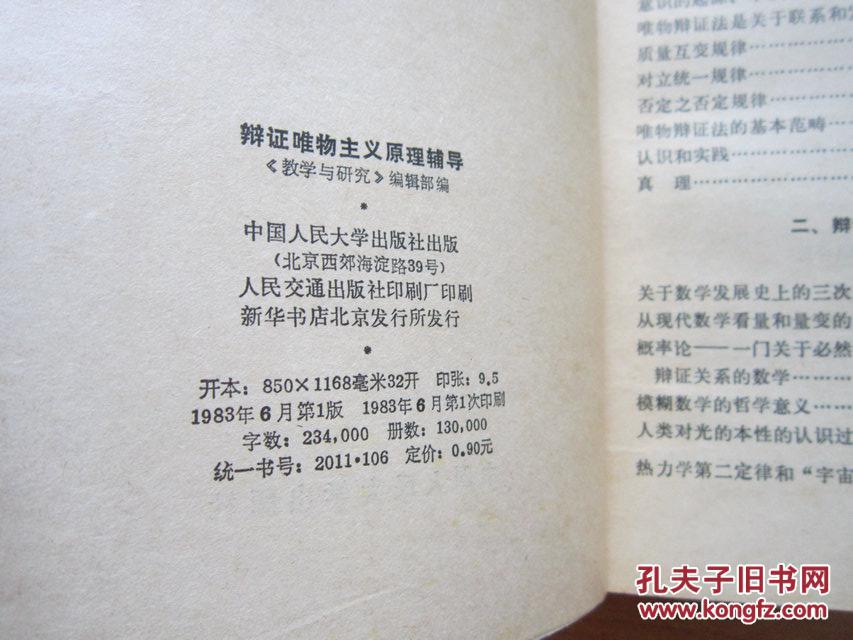 辩证唯物主义原理辅导
《教学与研究》编辑部编
*
中国人民大学出版社出版
(北京西郊海淀路39号)
人民交通出版社印刷厂印刷
新华书店北京发行所发行
*
开本：850×1168毫米32开 印张：9.5
1983年6月第1版 1983年6月第1次印刷
字数：234,000 册数：130,000
统一书号：2011·106 定价：0.90元
唯物辩证法是关于联系和
质量互变规律……
对立统一规律……
否定之否定规律……
唯物辩证法的基本范畴……
认识和实践……
真 理……
二、辩
关于数学发展史上的三次
从现代数学看量和量变的
概率论——一门关于必然
辩证关系的数学……
模糊数学的哲学意义……
人类对光的本性的认识过
热力学第二定律和“宇宙
孔夫子旧书网
www.kongfz.com